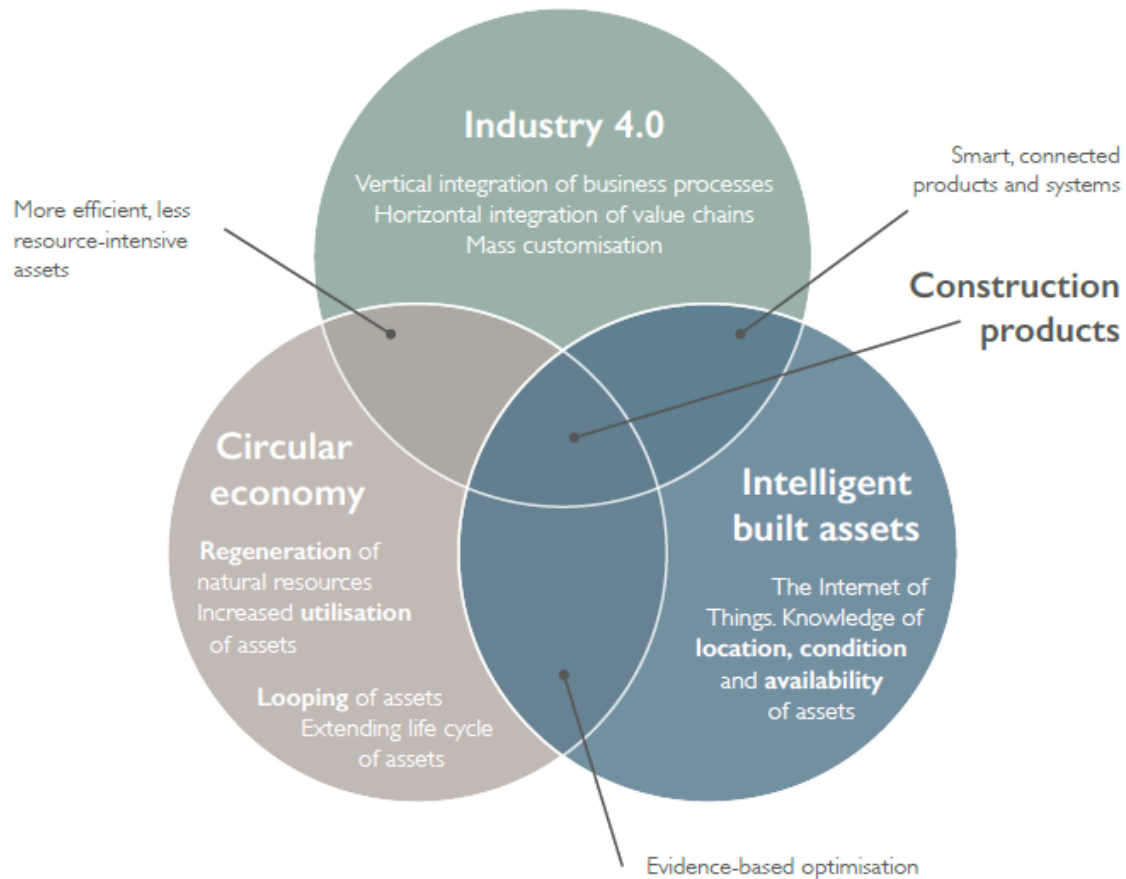 Industry 4.0
Vertical integration of business processes
Horizontal integration of value chains
Mass customisation
Smart, connected
products and systems
More efficient, less
resource-intensive
assets
Construction
products
Circular
economy
Regeneration of
natural resources
Increased utilisation
of assets
Looping of assets
Extending life cycle
of assets
Intelligent
built assets
The Internet of
Things. Knowledge of
location, condition
and availability
of assets
Evidence-based optimisation